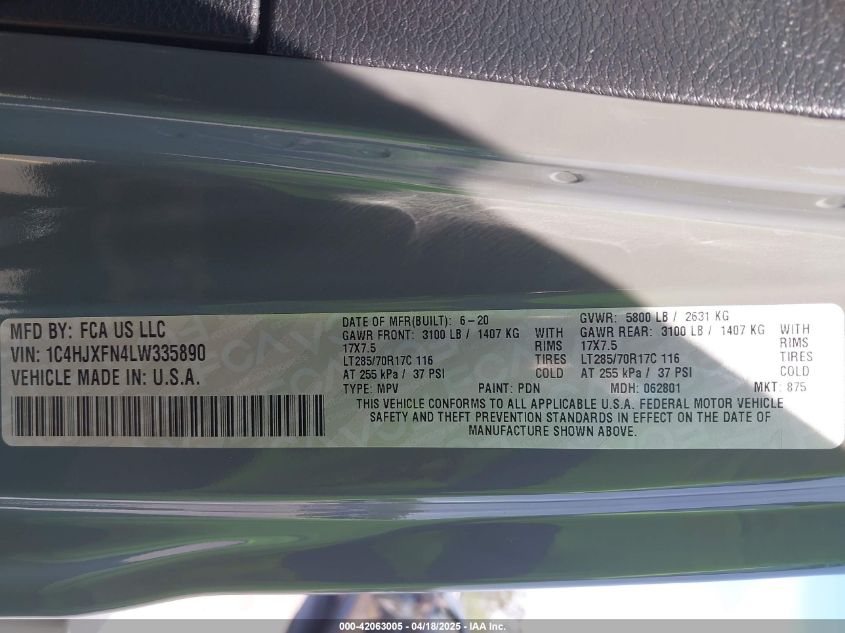 MFD BY: FCA US LLC
VIN: 1C4HJXFN4LW335890
VEHICLE MADE IN: U.S.A.
DATE OF MFR(BUILT): 6-20
GVWR: 5800 LB / 2631 KG
GAWR FRONT: 3100 LB / 1407 KG WITH
GAWR REAR: 3100 LB / 1407 KG WITH
17X7.5 RIMS
17X7.5 RIMS
LT285/70R17C 116 TIRES
LT285/70R17C 116 TIRES
AT 255 kPa / 37 PSI COLD
AT 255 kPa / 37 PSI COLD
TYPE: MPV PAINT: PDN MDH: 062801 MKT: 875
THIS VEHICLE CONFORMS TO ALL APPLICABLE U.S.A. FEDERAL MOTOR VEHICLE
SAFETY AND THEFT PREVENTION STANDARDS IN EFFECT ON THE DATE OF
MANUFACTURE SHOWN ABOVE.
000-42063005 - 04/18/2025 - IAA Inc.